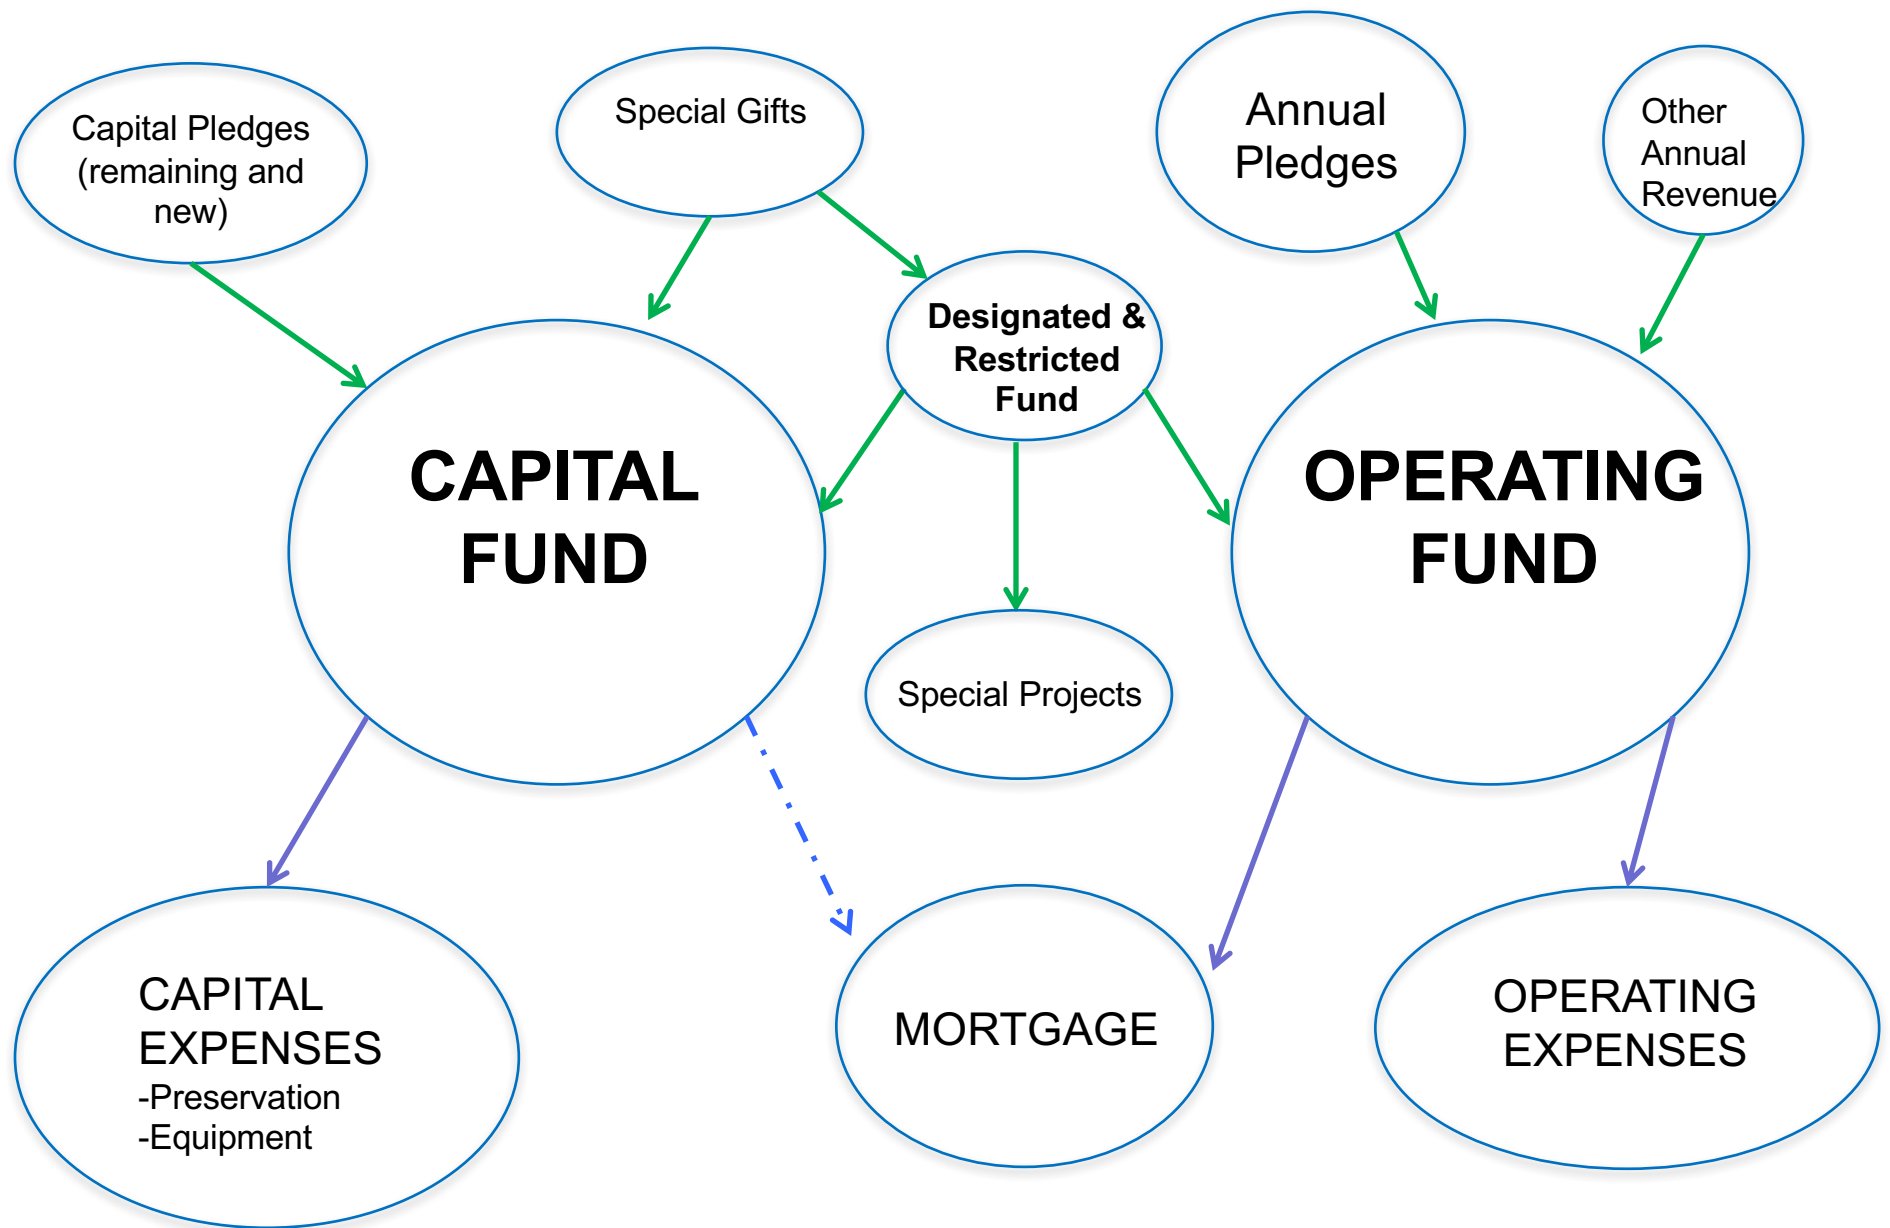 Capital Pledges
(remaining and
new)
Special Gifts
Annual
Pledges
Other
Annual
Revenue
Designated &
Restricted
Fund
CAPITAL
FUND
OPERATING
FUND
Special Projects
CAPITAL
EXPENSES
-Preservation
-Equipment
MORTGAGE
OPERATING
EXPENSES